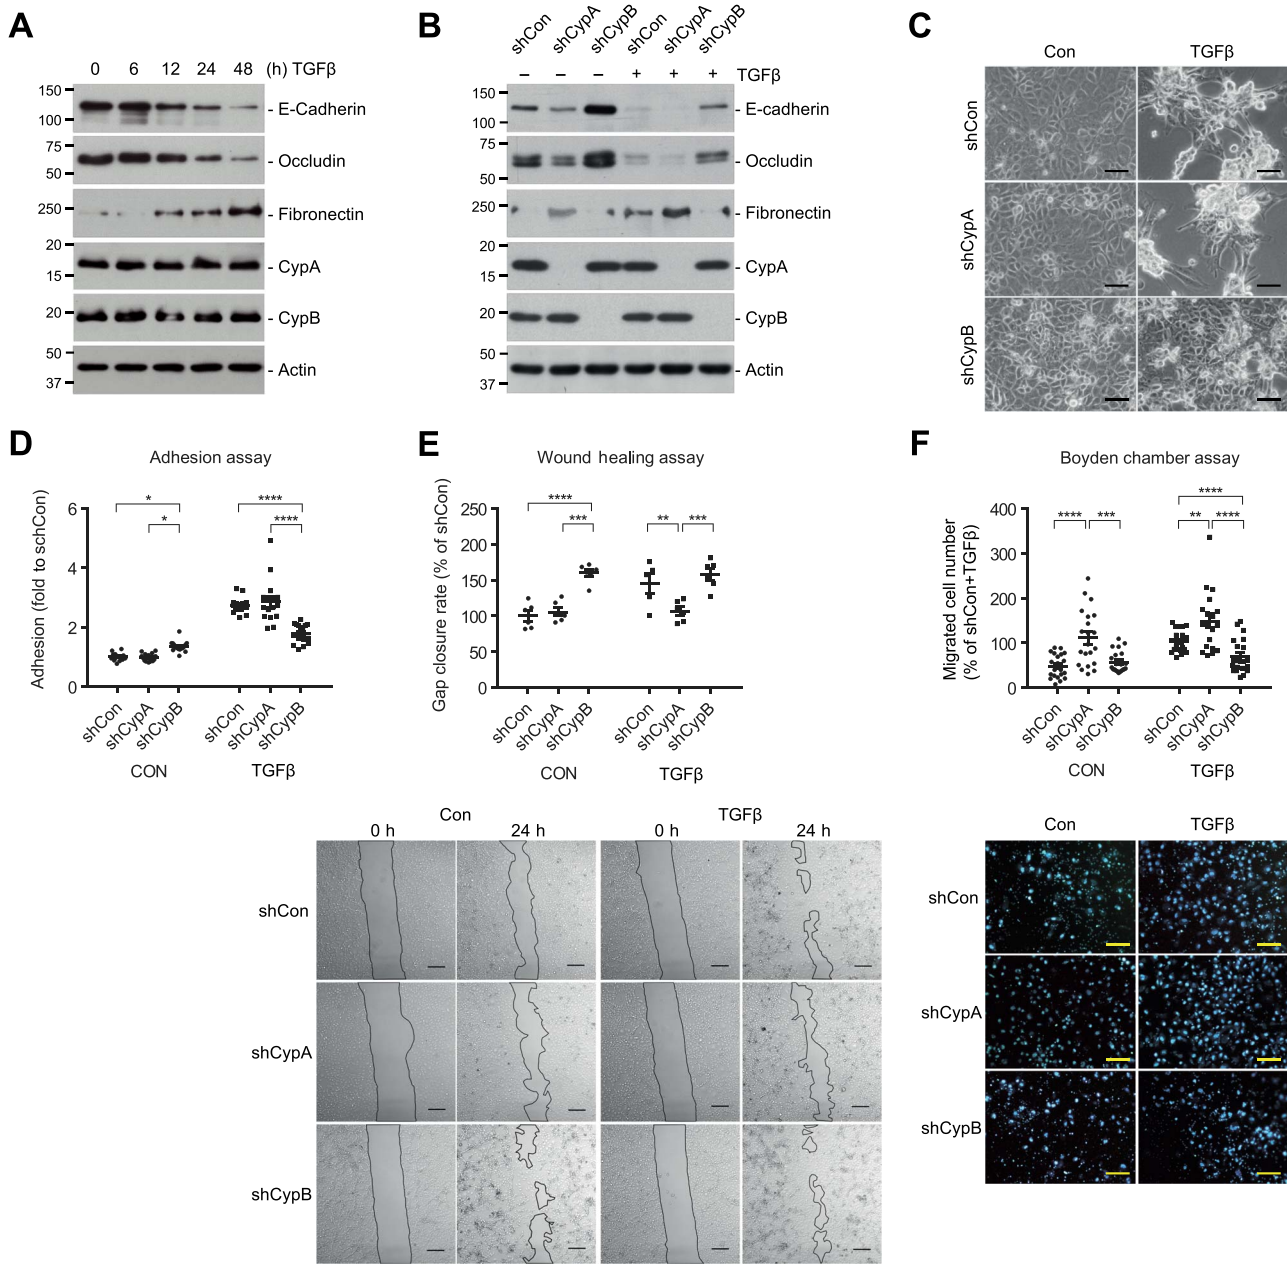 A
0 6 12 24 48 (h) TGFβ
150
100
- E-Cadherin
75
50
- Occludin
250
- Fibronectin
20
15
- CypA
20
- CypB
50
37
- Actin
B
shCon shCypA shCypB shCon shCypA shCypB
– – – + + + TGFβ
150
100
- E-cadherin
75
50
- Occludin
250
- Fibronectin
20
15
- CypA
20
- CypB
50
37
- Actin
C
Con TGFβ
shCon
shCypA
shCypB
D
Adhesion assay
Adhesion (fold to schCon)
6
4
2
0
* * **** ****
shCon shCypA shCypB shCon shCypA shCypB
CON TGFβ
E
Wound healing assay
Gap closure rate (% of shCon)
250
200
150
100
50
0
**** *** ** ***
shCon shCypA shCypB shCon shCypA shCypB
CON TGFβ
Con TGFβ
0 h 24 h 0 h 24 h
shCon
shCypA
shCypB
F
Boyden chamber assay
Migrated cell number
(% of shCon+TGFβ)
400
300
200
100
0
**** *** **** ** ****
shCon shCypA shCypB shCon shCypA shCypB
CON TGFβ
Con TGFβ
shCon
shCypA
shCypB